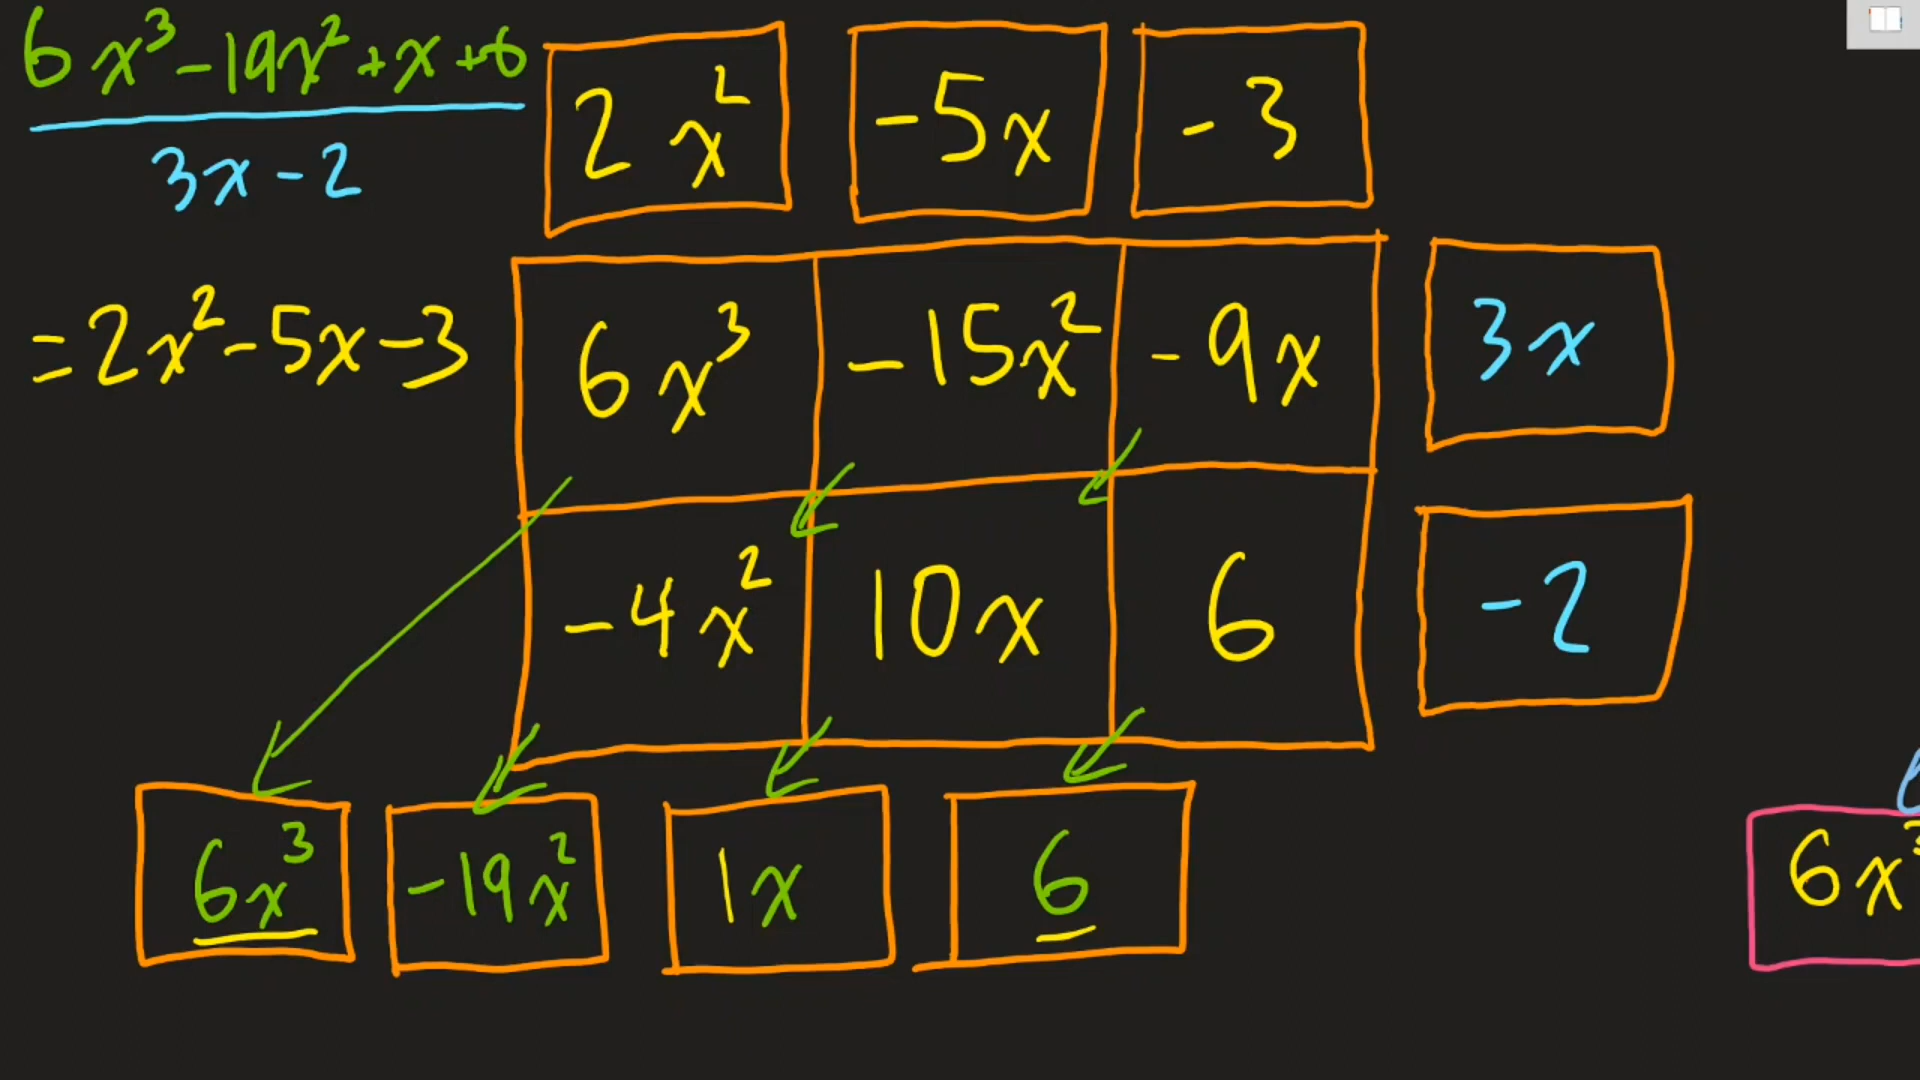 6x³ - 19x² + x + 6
3x - 2
2x² -5x -3
= 2x² - 5x - 3
6x³ -15x² -9x 3x
-4x² 10x 6 -2
6x³ -19x² 1x 6
6x³